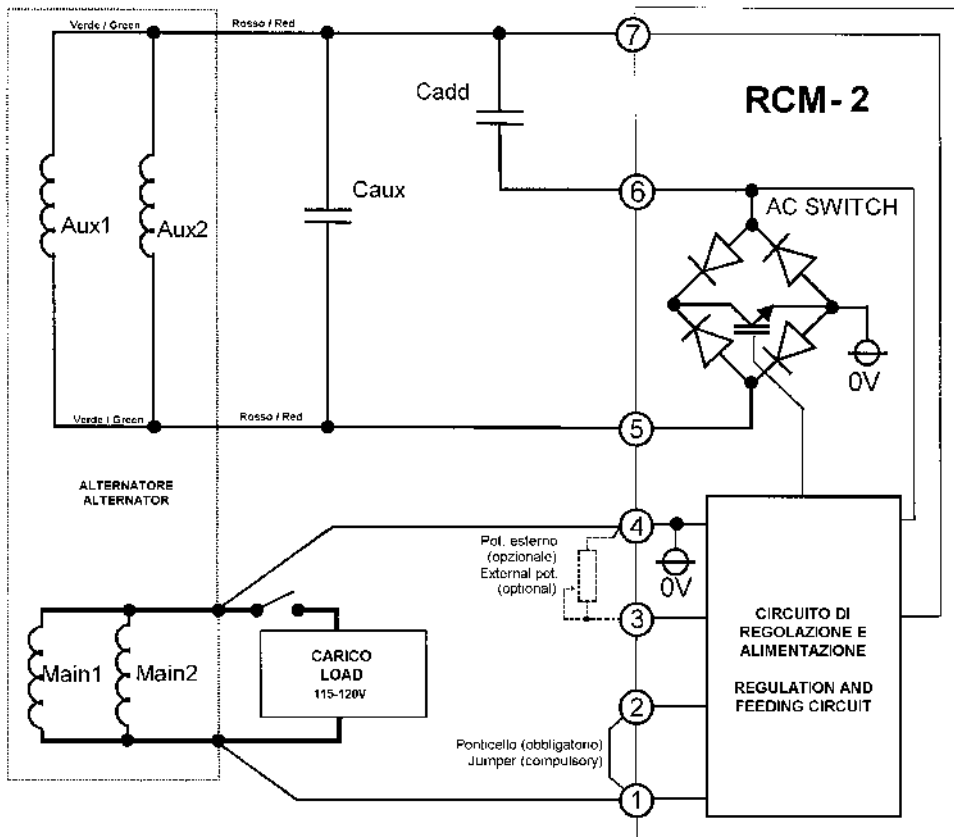 Verde / Green
Rosso / Red
7
RCM-2
Cadd
Caux
6
AC SWITCH
Aux1
Aux2
0V
Verde / Green
Rosso / Red
5
ALTERNATORE
ALTERNATOR
4
Pot. esterno
(opzionale)
External pot.
(optional)
0V
3
CIRCUITO DI
REGOLAZIONE E
ALIMENTAZIONE
REGULATION AND
FEEDING CIRCUIT
Main1
Main2
CARICO
LOAD
115-120V
2
Ponticello (obbligatorio)
Jumper (compulsory)
1